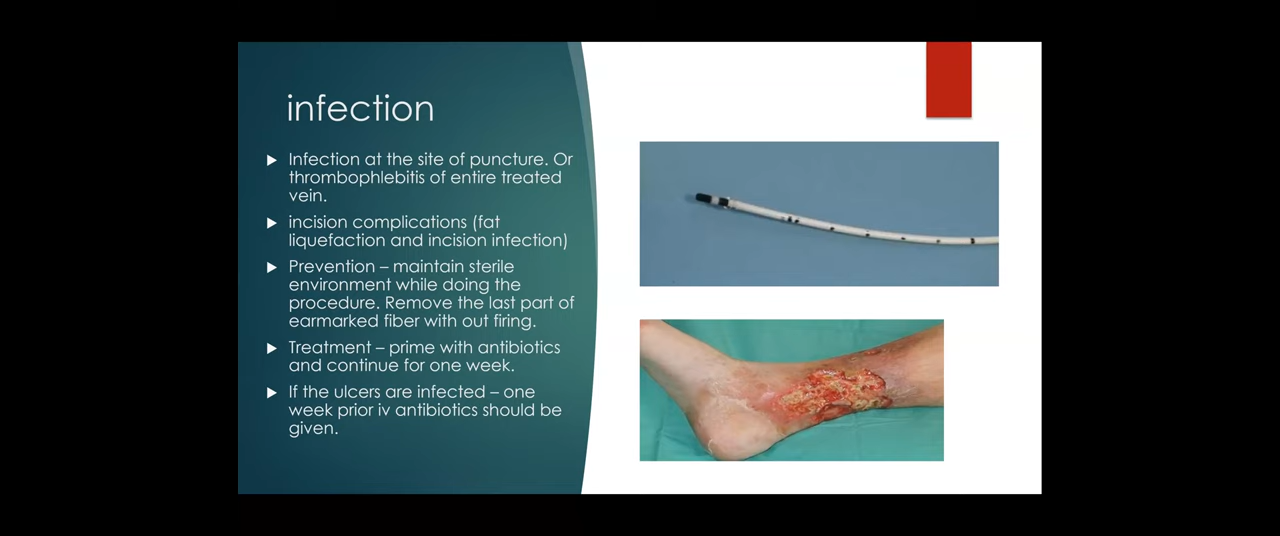 infection
Infection at the site of puncture. Or
thrombophlebitis of entire treated
vein.
incision complications (fat
liquefaction and incision infection)
Prevention – maintain sterile
environment while doing the
procedure. Remove the last part of
earmarked fiber with out firing.
Treatment – prime with antibiotics
and continue for one week.
If the ulcers are infected – one
week prior iv antibiotics should be
given.